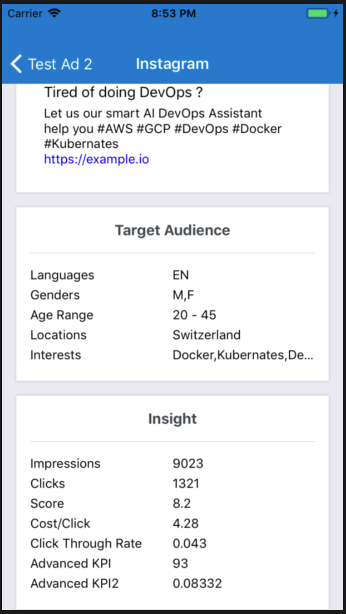 Carrier 8:53 PM
Test Ad 2 Instagram
Tired of doing DevOps ?
Let us our smart AI DevOps Assistant
help you #AWS #GCP #DevOps #Docker
#Kubernates
https://example.io
Target Audience
Languages EN
Genders M,F
Age Range 20 - 45
Locations Switzerland
Interests Docker,Kubernates,De...
Insight
Impressions 9023
Clicks 1321
Score 8.2
Cost/Click 4.28
Click Through Rate 0.043
Advanced KPI 93
Advanced KPI2 0.08332